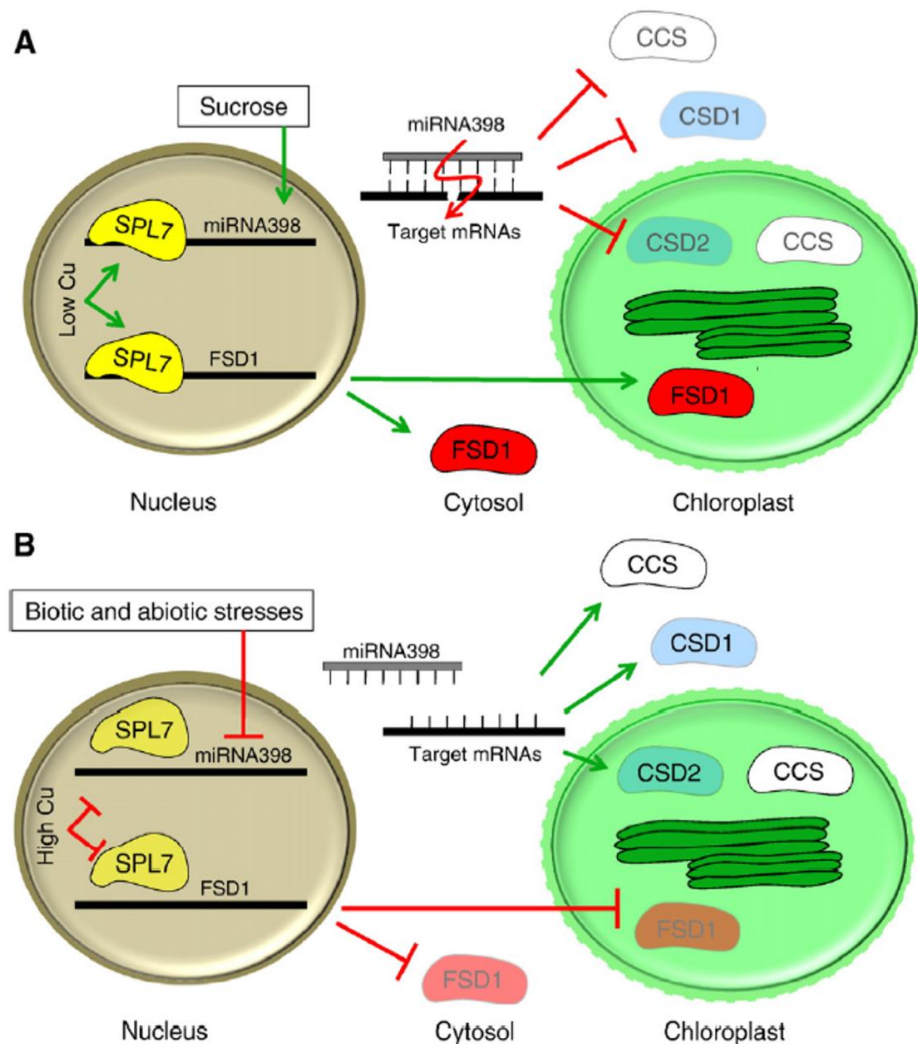 A
CCS
Sucrose
miRNA398
CSD1
SPL7
miRNA398
Target mRNAs
CSD2
CCS
Low Cu
SPL7
FSD1
FSD1
FSD1
Nucleus
Cytosol
Chloroplast
B
CCS
Biotic and abiotic stresses
CSD1
miRNA398
SPL7
miRNA398
Target mRNAs
CSD2
CCS
High Cu
SPL7
FSD1
FSD1
FSD1
Nucleus
Cytosol
Chloroplast